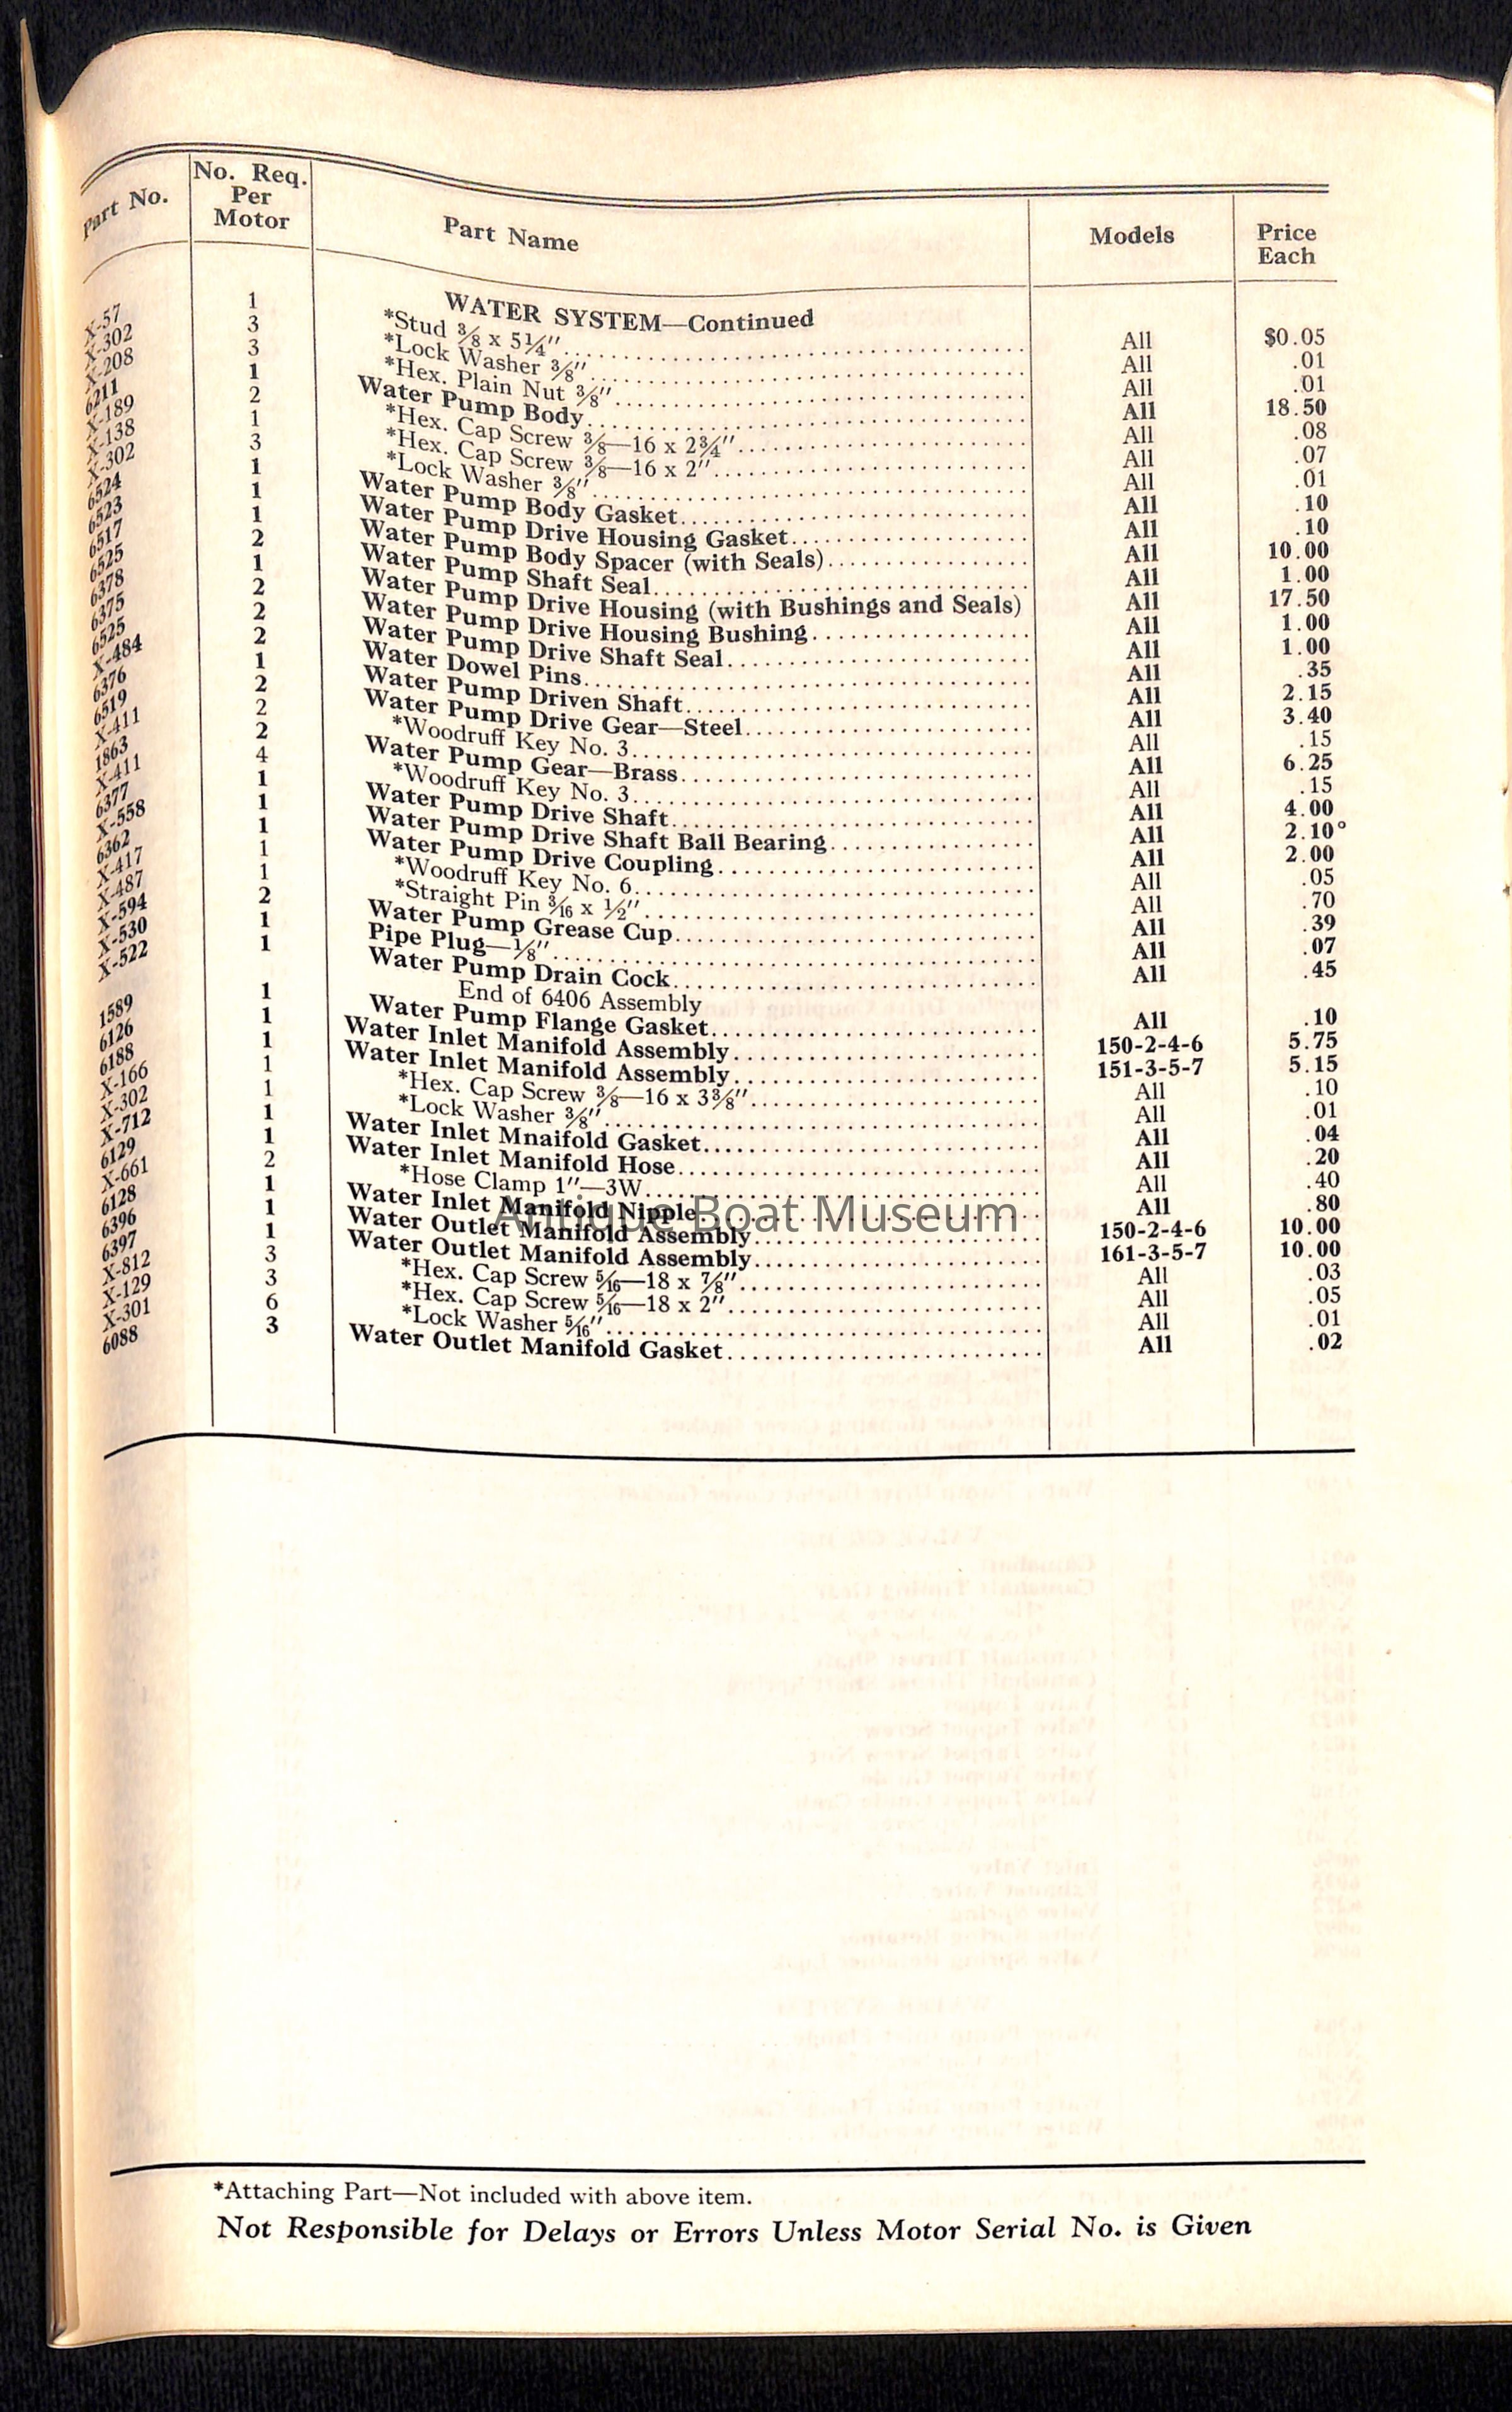 Part No. No. Req. Per Motor Part Name Models Price Each
WATER SYSTEM—Continued
X-57 1 *Stud ⅜ x 5¼" All $0.05
X-302 3 *Lock Washer ⅜" All .01
X-208 3 *Hex. Plain Nut ⅜" All .01
6211 1 Water Pump Body All 18.50
X-189 2 *Hex. Cap Screw ⅜—16 x 2¾" All .08
X-138 1 *Hex. Cap Screw ⅜—16 x 2" All .07
X-302 3 *Lock Washer ⅜" All .01
6524 1 Water Pump Body Gasket All .10
6523 1 Water Pump Drive Housing Gasket All .10
6517 1 Water Pump Body Spacer (with Seals) All 10.00
6525 2 Water Pump Shaft Seal All 1.00
6378 1 Water Pump Drive Housing (with Bushings and Seals) All 17.50
6375 2 Water Pump Drive Housing Bushing All 1.00
6525 2 Water Pump Drive Shaft Seal All 1.00
X-484 2 Water Dowel Pins All .35
6376 1 Water Pump Driven Shaft All 2.15
6519 2 Water Pump Drive Gear—Steel All 3.40
X-411 2 *Woodruff Key No. 3 All .15
1863 2 Water Pump Gear—Brass All 6.25
X-411 4 *Woodruff Key No. 3 All .15
6377 1 Water Pump Drive Shaft All 4.00
X-558 1 Water Pump Drive Shaft Ball Bearing All 2.10°
6362 1 Water Pump Drive Coupling All 2.00
X-417 1 *Woodruff Key No. 6 All .05
X-487 1 *Straight Pin 3/16 x ½" All .70
X-594 2 Water Pump Grease Cup All .39
X-530 1 Pipe Plug—⅛" All .07
X-522 1 Water Pump Drain Cock All .45
End of 6406 Assembly
1589 1 Water Pump Flange Gasket All .10
6126 1 Water Inlet Manifold Assembly 150-2-4-6 5.75
6188 1 Water Inlet Manifold Assembly 151-3-5-7 5.15
X-166 1 *Hex. Cap Screw ⅜—16 x 3⅜" All .10
X-302 1 *Lock Washer ⅜" All .01
X-712 1 Water Inlet Mnaifold Gasket All .04
6129 1 Water Inlet Manifold Hose All .20
X-661 2 *Hose Clamp 1"—3W All .40
6128 1 Water Inlet Manifold Nipple All .80
6396 1 Water Outlet Manifold Assembly 150-2-4-6 10.00
6397 1 Water Outlet Manifold Assembly 161-3-5-7 10.00
X-812 3 *Hex. Cap Screw 5/16—18 x ⅞" All .03
X-129 3 *Hex. Cap Screw 5/16—18 x 2" All .05
X-301 6 *Lock Washer 5/16" All .01
6088 3 Water Outlet Manifold Gasket All .02
Antique Boat Museum
*Attaching Part—Not included with above item.
Not Responsible for Delays or Errors Unless Motor Serial No. is Given